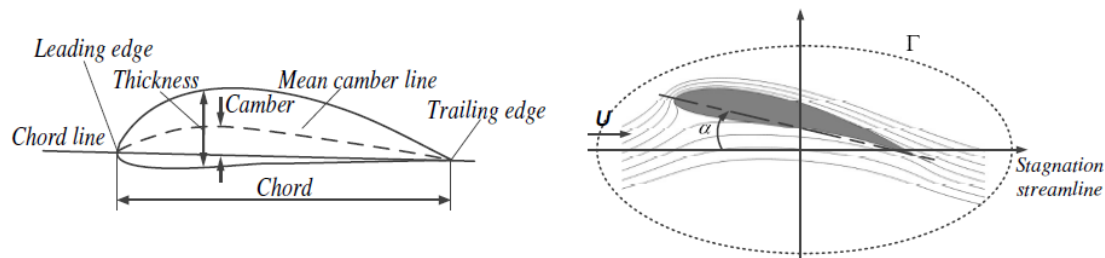 Leading edge
Thickness
Mean camber line
Camber
Trailing edge
Chord line
Chord
Γ
U
α
Stagnation
streamline